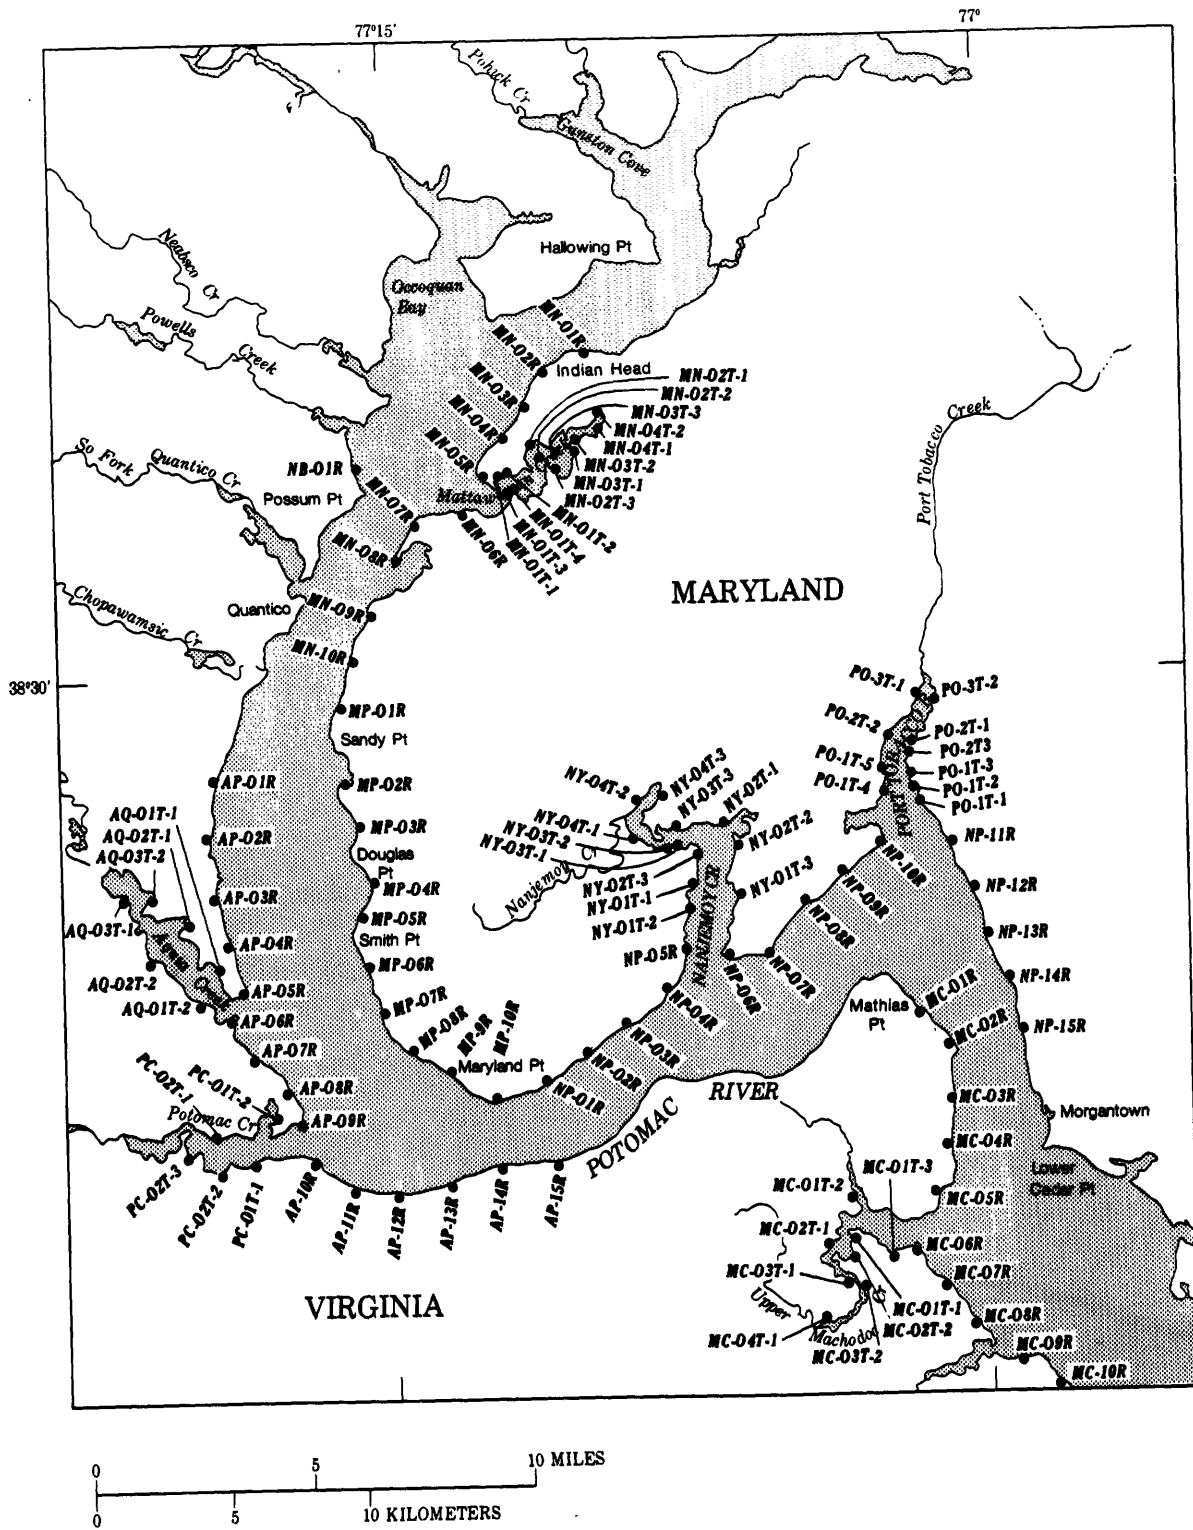 77°15'
77°
Pohick Cr
Gunston Cove
Hallowing Pt
Neabsco Cr
Occoquan
Bay
Powells
Creek
MN-01R
MN-02R
Indian Head
MN-03R
MN-02T-1
MN-02T-2
MN-04R
MN-03T-3
MN-04T-2
MN-04T-1
MN-05R
MN-03T-2
MN-03T-1
MN-02T-3
So Fork
Quantico Cr
NB-01R
Possum Pt
MN-07R
MN-06R
MN-01T-2
MN-01T-4
MN-01T-3
MN-01T-1
MN-08R
Port Tobacco
Creek
MARYLAND
Chopawamsic Cr
Quantico
MN-09R
MN-10R
38°30'
MP-01R
Sandy Pt
PO-3T-1
PO-3T-2
PO-2T-2
PO-2T-1
PO-2T3
PO-1T-5
PO-1T-3
PO-1T-4
PO-1T-2
PO-1T-1
AP-01R
MP-02R
NY-04T-2
NY-04T-3
NY-03T-3
NY-02T-1
AQ-01T-1
AQ-02T-1
AQ-03T-2
AP-02R
MP-03R
NY-04T-1
NY-03T-2
NY-03T-1
NY-02T-2
NP-11R
NP-10R
Douglas
Pt
MP-04R
Nanjemoy Cr
NY-02T-3
NY-01T-1
NY-01T-2
NY-01T-3
NANJEMOY CR
NP-09R
NP-12R
AP-03R
MP-05R
NP-08R
AQ-03T-1
Smith Pt
NP-13R
AP-04R
NP-05R
MP-06R
NP-06R
NP-07R
NP-14R
AQ-02T-2
AP-05R
NP-04R
AQ-01T-2
AP-06R
MP-07R
Mathias
Pt
MC-01R
MP-08R
MP-9R
MP-10R
MC-02R
NP-15R
AP-07R
NP-03R
NP-02R
Maryland Pt
NP-01R
PC-02T-1
PC-01T-2
AP-08R
POTOMAC
RIVER
MC-03R
Potomac Cr
AP-09R
Morgantown
MC-04R
PC-02T-3
PC-02T-2
PC-01T-1
AP-10R
AP-11R
AP-12R
AP-13R
AP-14R
AP-15R
MC-01T-3
Lower
Cedar Pt
MC-01T-2
MC-05R
MC-02T-1
MC-06R
MC-03T-1
MC-07R
Upper
Machodoc
Cr
MC-01T-1
MC-02T-2
MC-03T-2
MC-04T-1
VIRGINIA
MC-08R
MC-09R
MC-10R
0
5
10 MILES
0
5
10 KILOMETERS